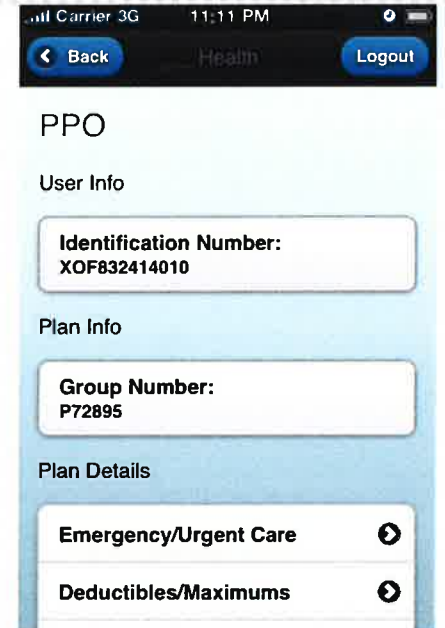 Carrier 3G 11:11 PM
Back Health Logout
PPO
User Info
Identification Number:
XOF832414010
Plan Info
Group Number:
P72895
Plan Details
Emergency/Urgent Care
Deductibles/Maximums